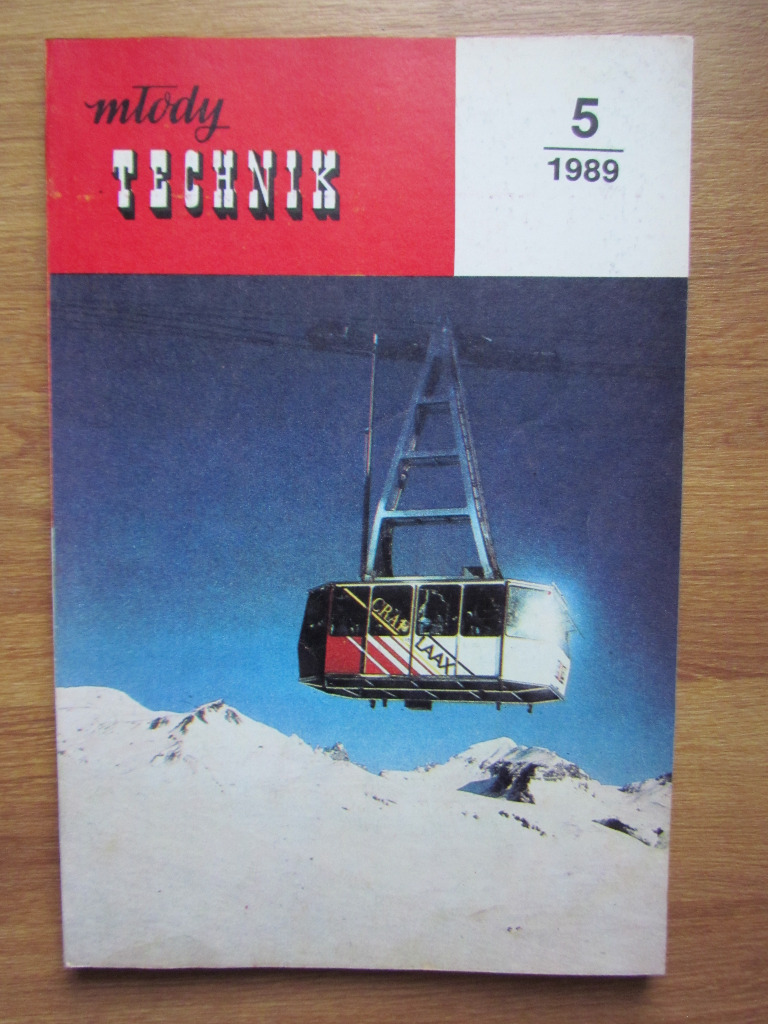 młody
TECHNIK
5
1989
CRAP
LAAX